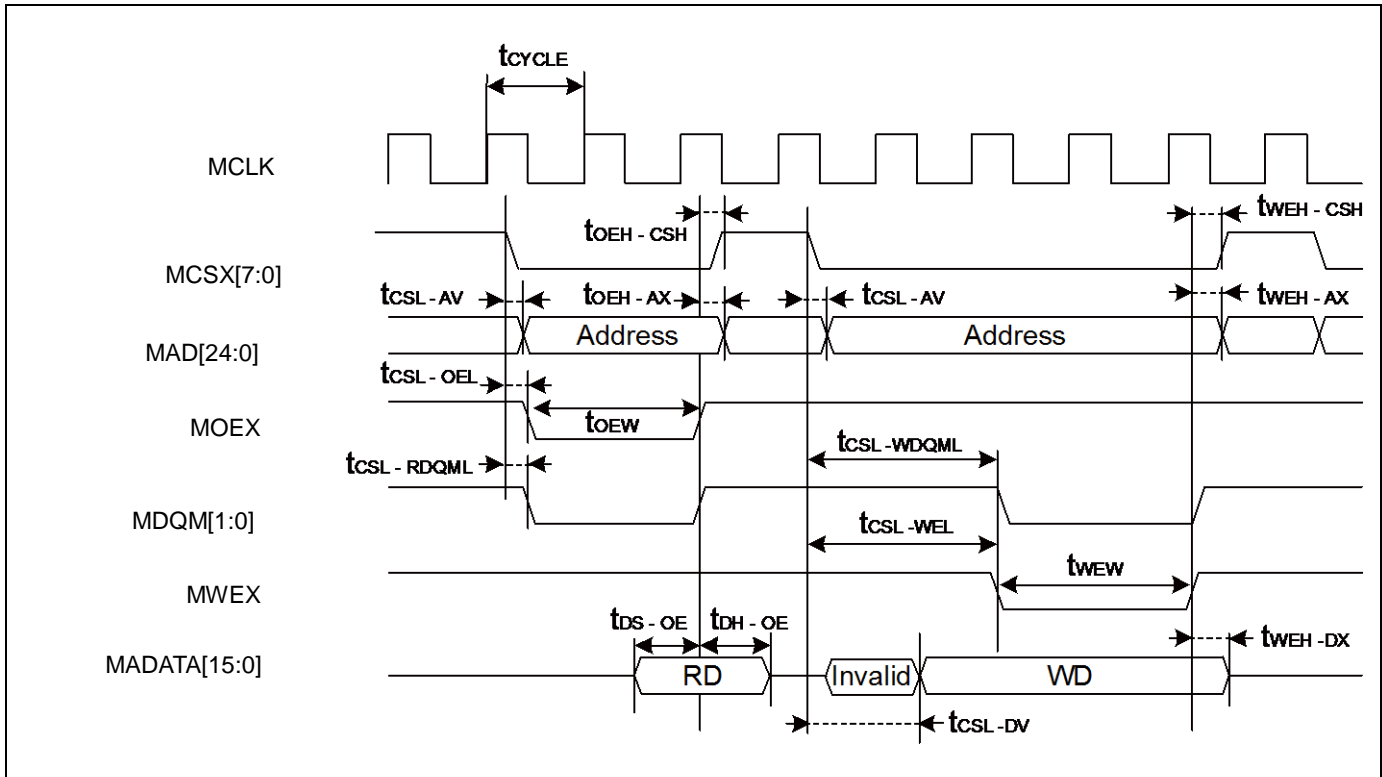 tCYCLE
MCLK
tOEH - CSH
tWEH - CSH
MCSX[7:0]
tCSL - AV
tOEH - AX
tCSL - AV
tWEH - AX
MAD[24:0]
Address
Address
tCSL - OEL
MOEX
tOEW
tCSL - RDQML
tCSL -WDQML
MDQM[1:0]
tCSL -WEL
MWEX
tWEW
tDS - OE
tDH - OE
tWEH -DX
MADATA[15:0]
RD
Invalid
WD
tCSL -DV